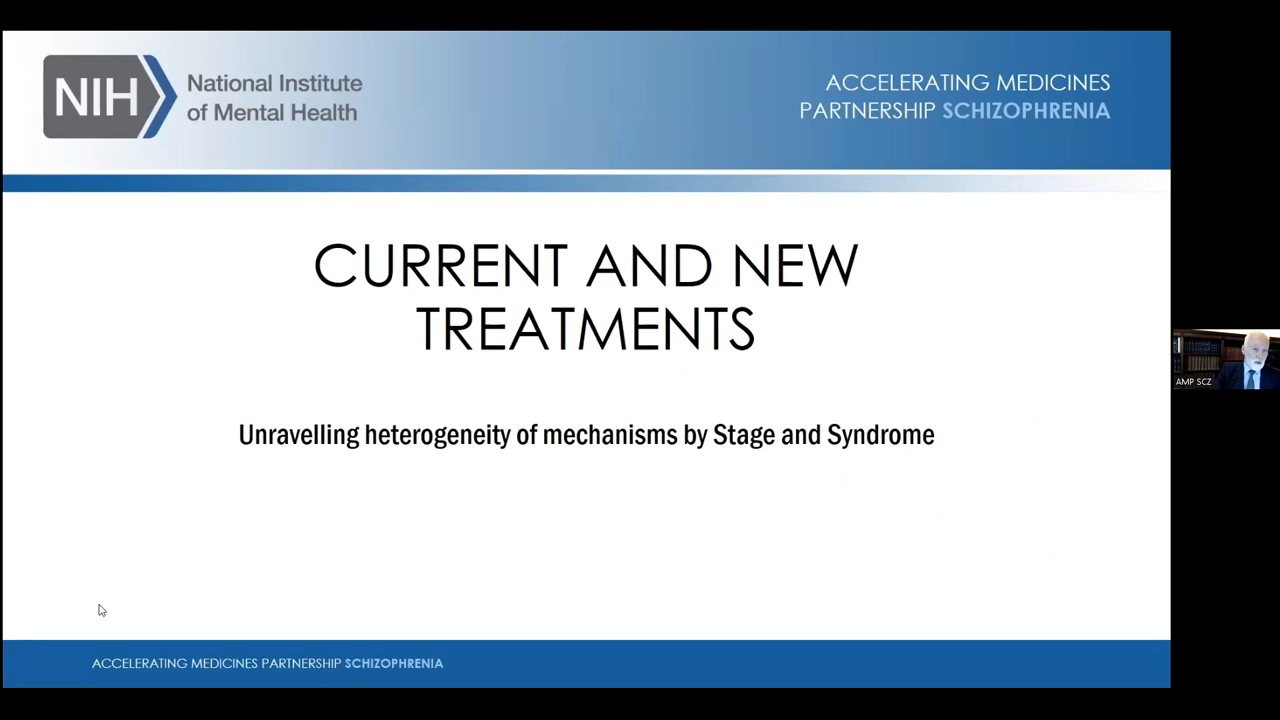 NIH
National Institute
of Mental Health
ACCELERATING MEDICINES
PARTNERSHIP SCHIZOPHRENIA
CURRENT AND NEW
TREATMENTS
Unravelling heterogeneity of mechanisms by Stage and Syndrome
AMP SCZ
ACCELERATING MEDICINES PARTNERSHIP SCHIZOPHRENIA